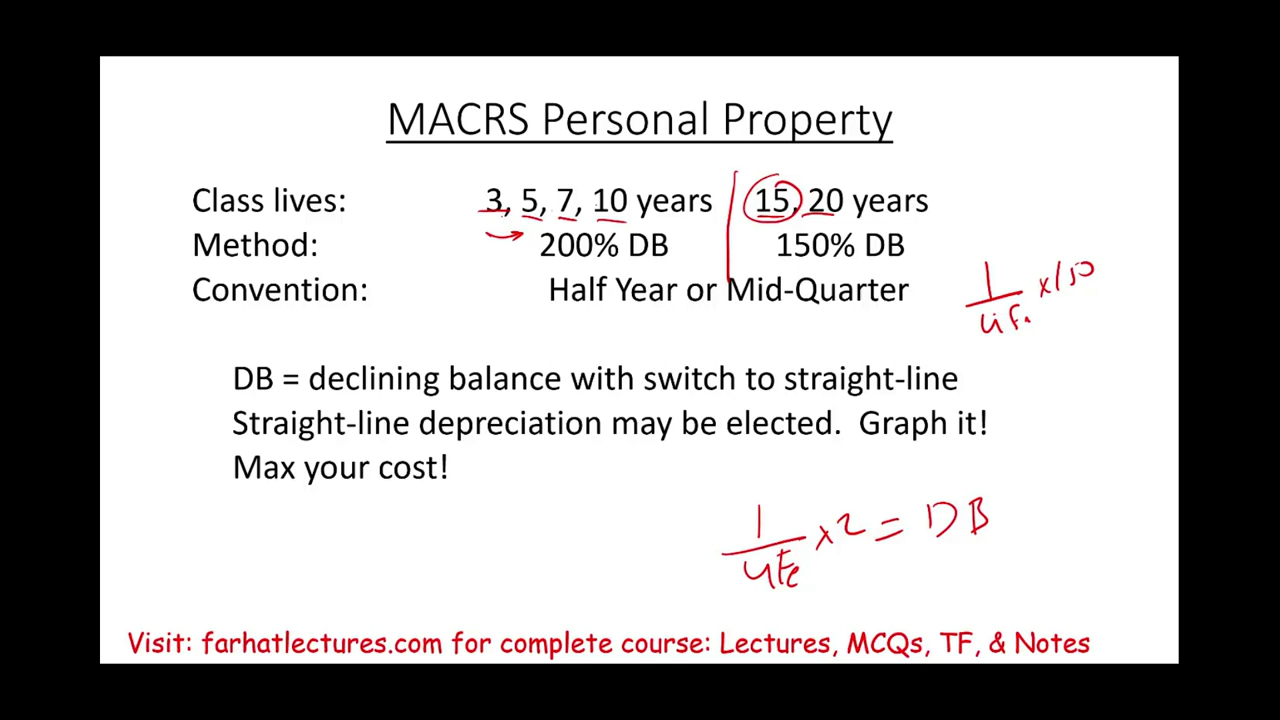 MACRS Personal Property
Class lives: 3, 5, 7, 10 years 15, 20 years
Method: 200% DB 150% DB
Convention: Half Year or Mid-Quarter
1
x150
Life
DB = declining balance with switch to straight-line
Straight-line depreciation may be elected. Graph it!
Max your cost!
1
x2 = DB
Life
Visit: farhatlectures.com for complete course: Lectures, MCQs, TF, & Notes